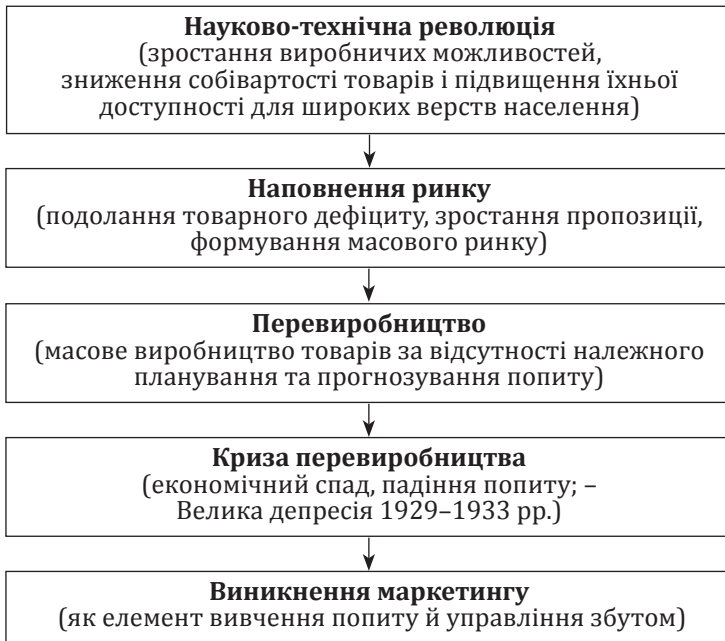 Науково-технічна революція
(зростання виробничих можливостей,
зниження собівартості товарів і підвищення їхньої
доступності для широких верств населення)
Наповнення ринку
(подолання товарного дефіциту, зростання пропозиції,
формування масового ринку)
Перевиробництво
(масове виробництво товарів за відсутності належного
планування та прогнозування попиту)
Криза перевиробництва
(економічний спад, падіння попиту; –
Велика депресія 1929–1933 рр.)
Виникнення маркетингу
(як елемент вивчення попиту й управління збутом)